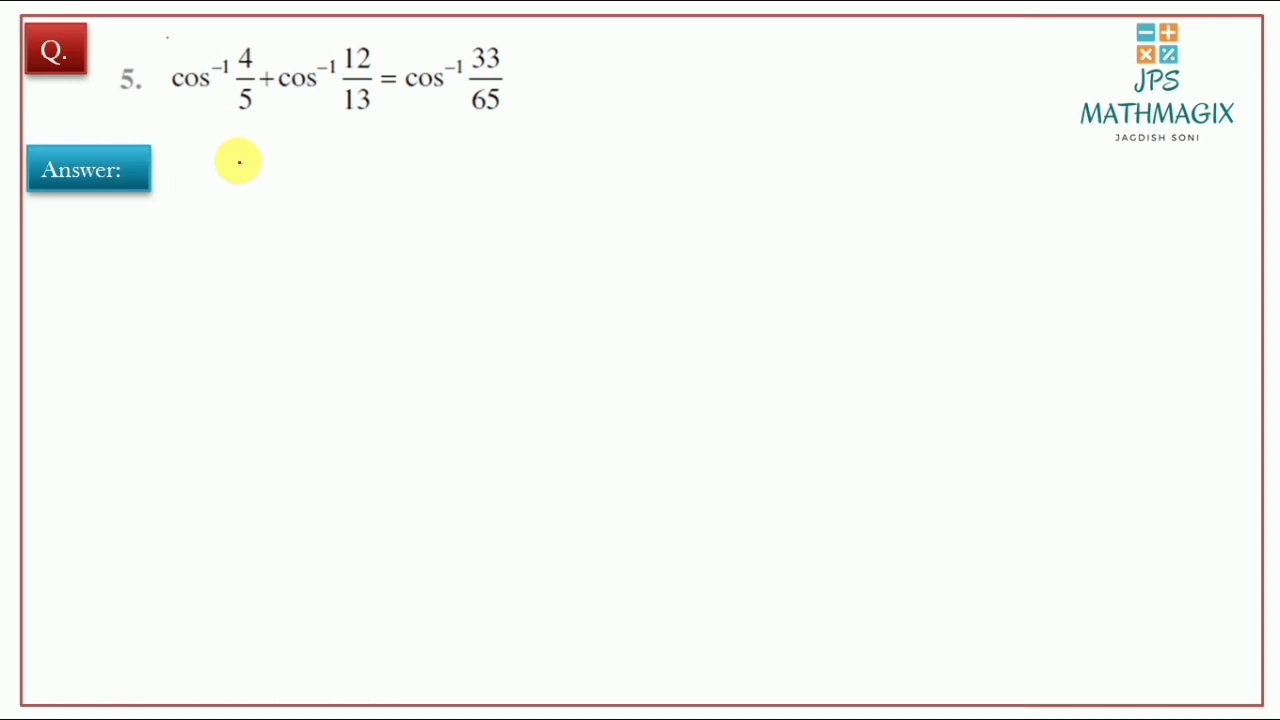 Q.
5. cos⁻¹ 4/5 + cos⁻¹ 12/13 = cos⁻¹ 33/65
JPS
MATHMAGIX
JAGDISH SONI
Answer: